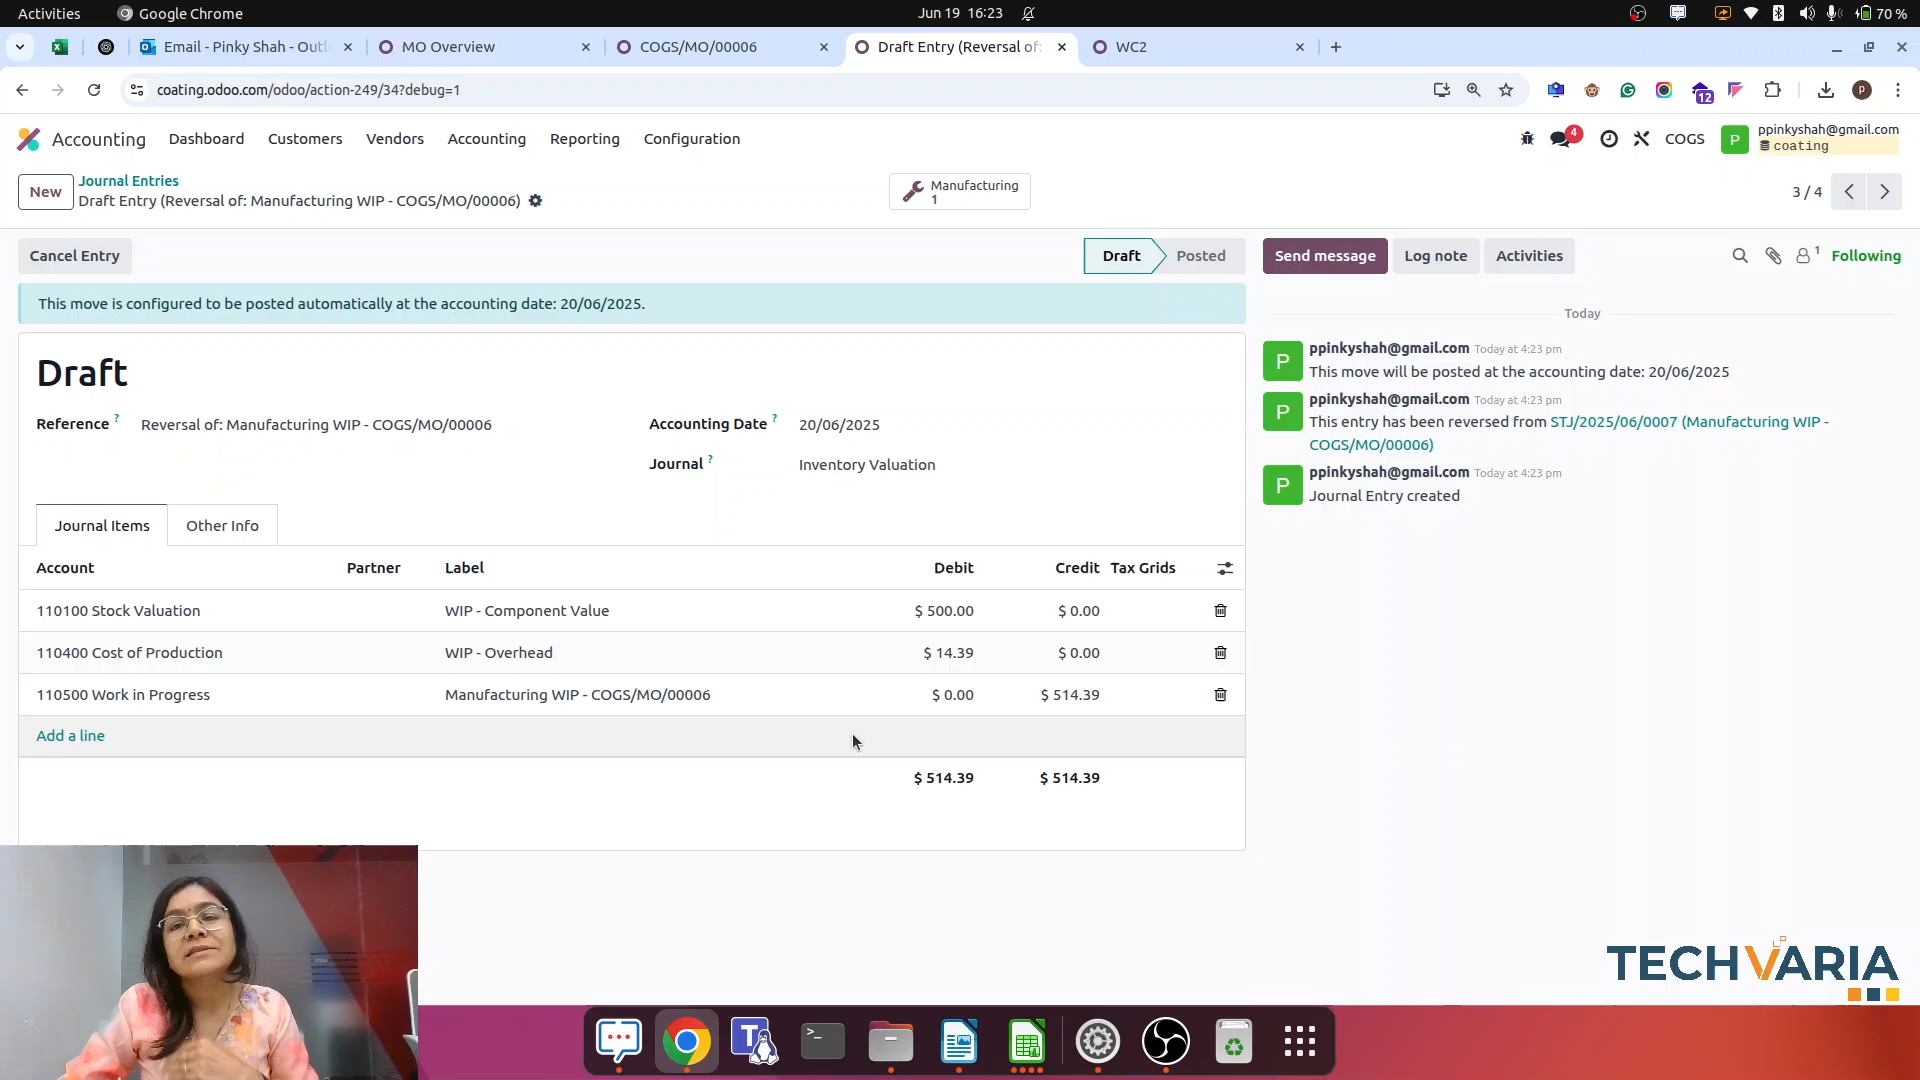 Activities
Google Chrome
Jun 19 16:23
70 %
Email - Pinky Shah - Outl
MO Overview
COGS/MO/00006
Draft Entry (Reversal of:
WC2
coating.odoo.com/odoo/action-249/34?debug=1
12
P
Accounting
Dashboard
Customers
Vendors
Accounting
Reporting
Configuration
4
COGS
P
ppinkyshah@gmail.com
coating
New
Journal Entries
Draft Entry (Reversal of: Manufacturing WIP - COGS/MO/00006)
Manufacturing
1
3 / 4
Cancel Entry
Draft
Posted
Send message
Log note
Activities
1
Following
This move is configured to be posted automatically at the accounting date: 20/06/2025.
Draft
Reference ?
Reversal of: Manufacturing WIP - COGS/MO/00006
Accounting Date ?
20/06/2025
Journal ?
Inventory Valuation
Journal Items
Other Info
Account Partner Label Debit Credit Tax Grids
110100 Stock Valuation WIP - Component Value $ 500.00 $ 0.00
110400 Cost of Production WIP - Overhead $ 14.39 $ 0.00
110500 Work in Progress Manufacturing WIP - COGS/MO/00006 $ 0.00 $ 514.39
Add a line
$ 514.39 $ 514.39
Today
P
ppinkyshah@gmail.com Today at 4:23 pm
This move will be posted at the accounting date: 20/06/2025
P
ppinkyshah@gmail.com Today at 4:23 pm
This entry has been reversed from STJ/2025/06/0007 (Manufacturing WIP -
COGS/MO/00006)
P
ppinkyshah@gmail.com Today at 4:23 pm
Journal Entry created
TECHVARIA
T